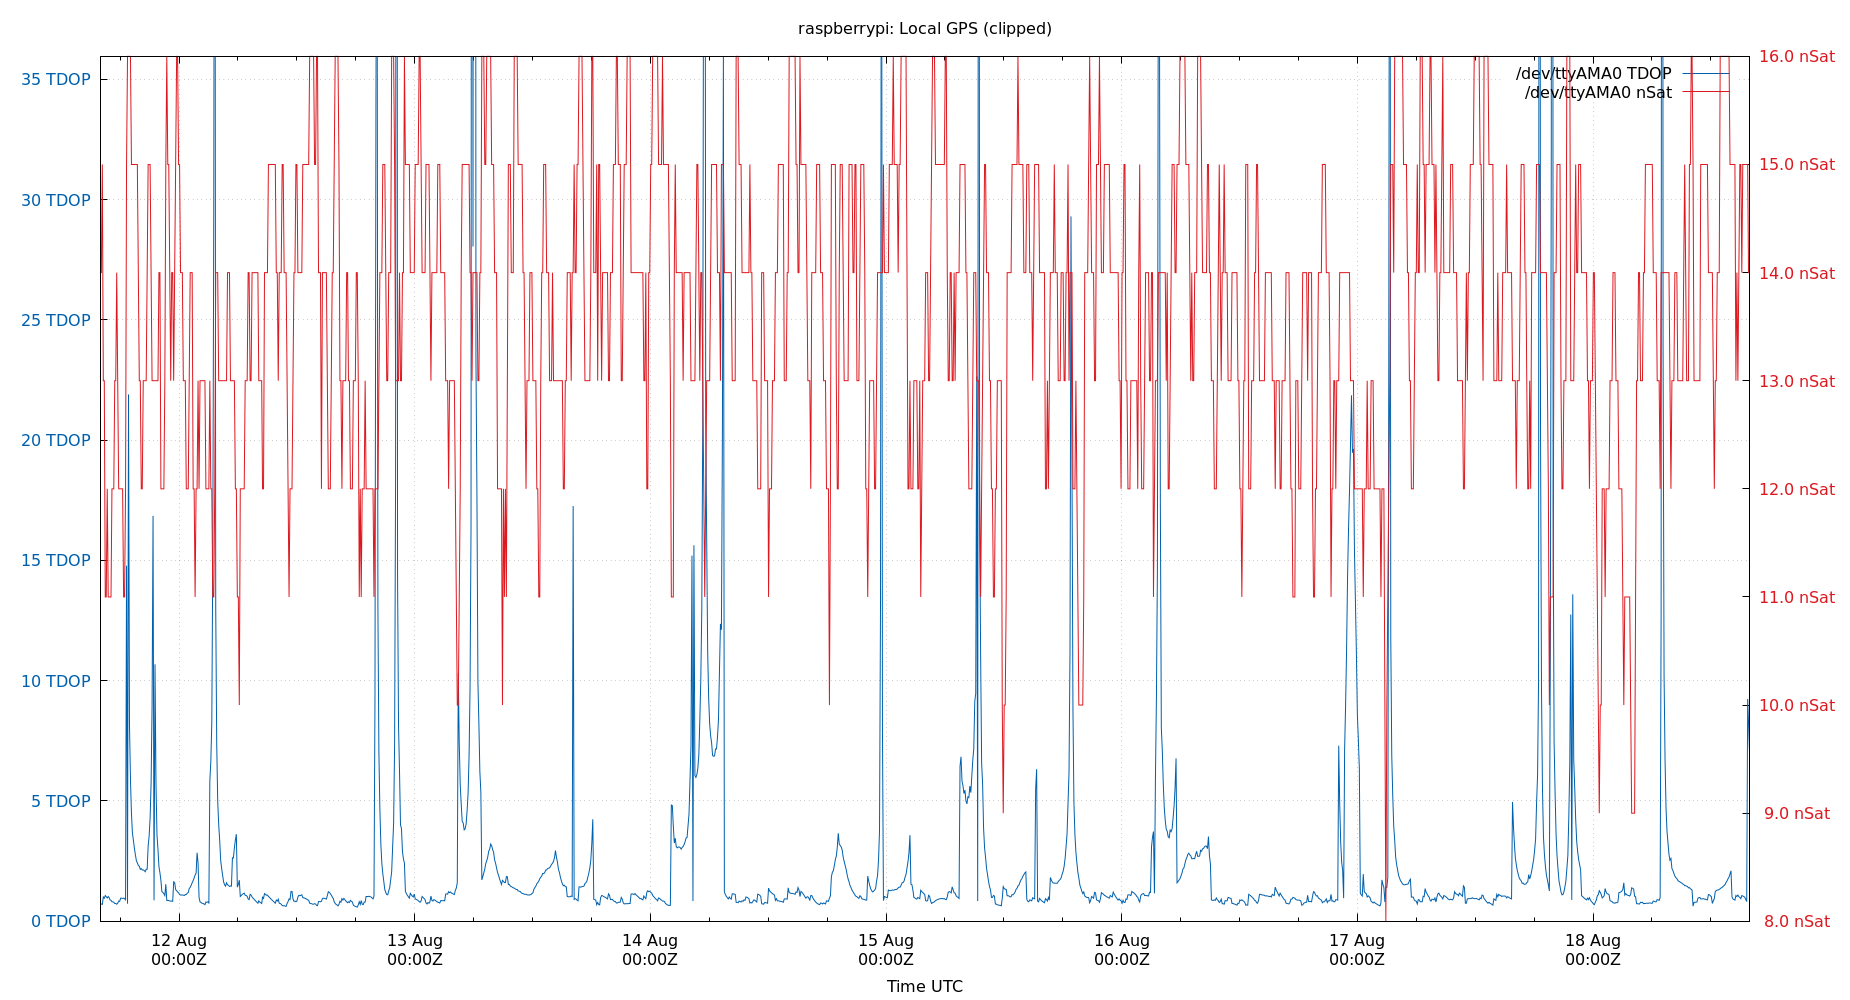 raspberrypi: Local GPS (clipped)
/dev/ttyAMA0 TDOP
/dev/ttyAMA0 nSat
35 TDOP
30 TDOP
25 TDOP
20 TDOP
15 TDOP
10 TDOP
5 TDOP
0 TDOP
16.0 nSat
15.0 nSat
14.0 nSat
13.0 nSat
12.0 nSat
11.0 nSat
10.0 nSat
9.0 nSat
8.0 nSat
12 Aug
00:00Z
13 Aug
00:00Z
14 Aug
00:00Z
15 Aug
00:00Z
16 Aug
00:00Z
17 Aug
00:00Z
18 Aug
00:00Z
Time UTC